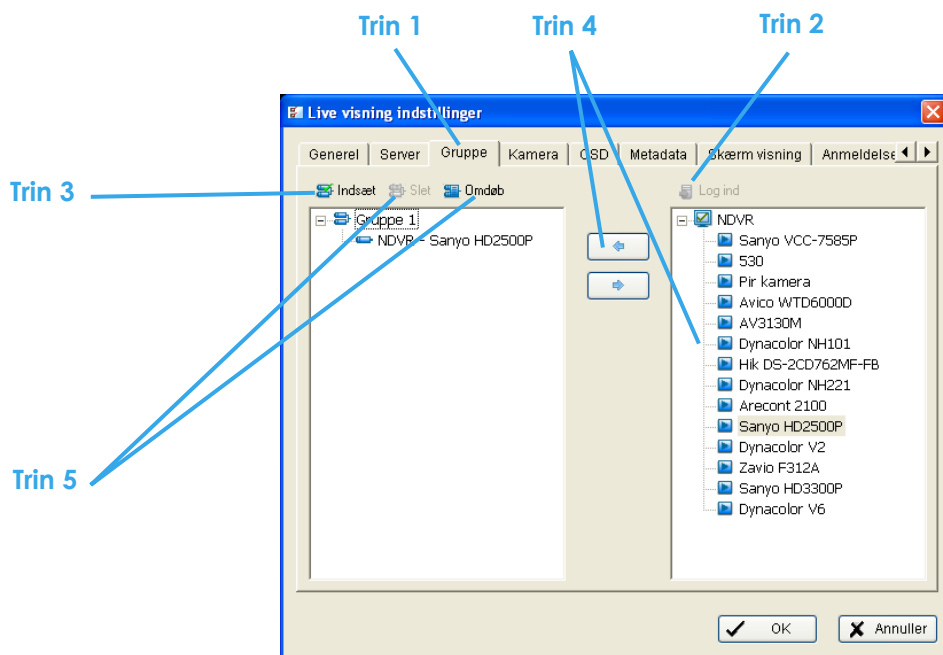 Trin 1
Trin 4
Trin 2
Live visning indstillinger
Generel Server Gruppe Kamera OSD Metadata Skærm visning Anmeldelse
Trin 3
Indsæt Slet Omdøb
Log ind
Gruppe 1
NDVR - Sanyo HD2500P
NDVR
Sanyo VCC-7585P
530
Pir kamera
Avico WTD6000D
AV3130M
Dynacolor NH101
Hik DS-2CD762MF-FB
Dynacolor NH221
Arecont 2100
Sanyo HD2500P
Dynacolor V2
Zavio F312A
Sanyo HD3300P
Dynacolor V6
Trin 5
OK Annuller